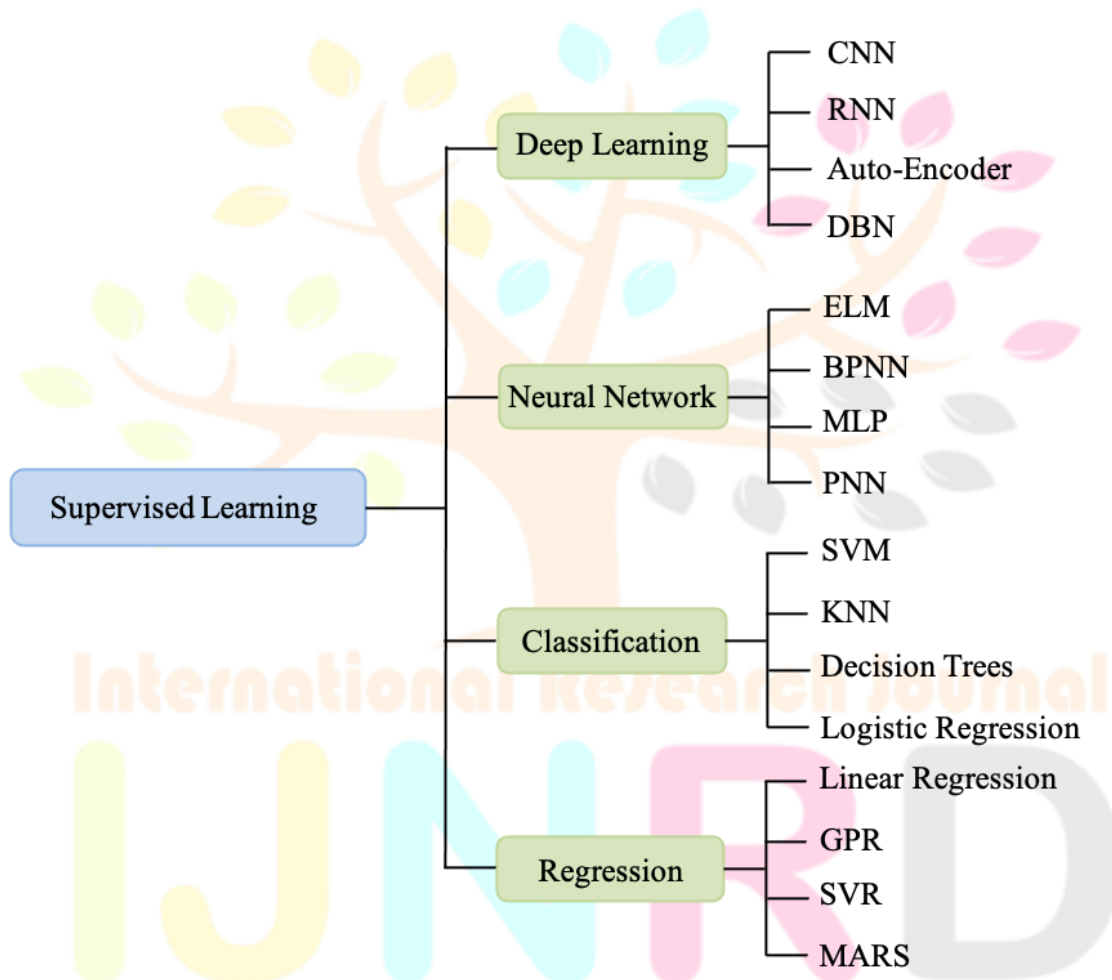 CNN
RNN
Deep Learning
Auto-Encoder
DBN
ELM
BPNN
Neural Network
MLP
PNN
Supervised Learning
SVM
KNN
Classification
Decision Trees
International Research Journal
Logistic Regression
Linear Regression
GPR
Regression
SVR
MARS
IJNRD